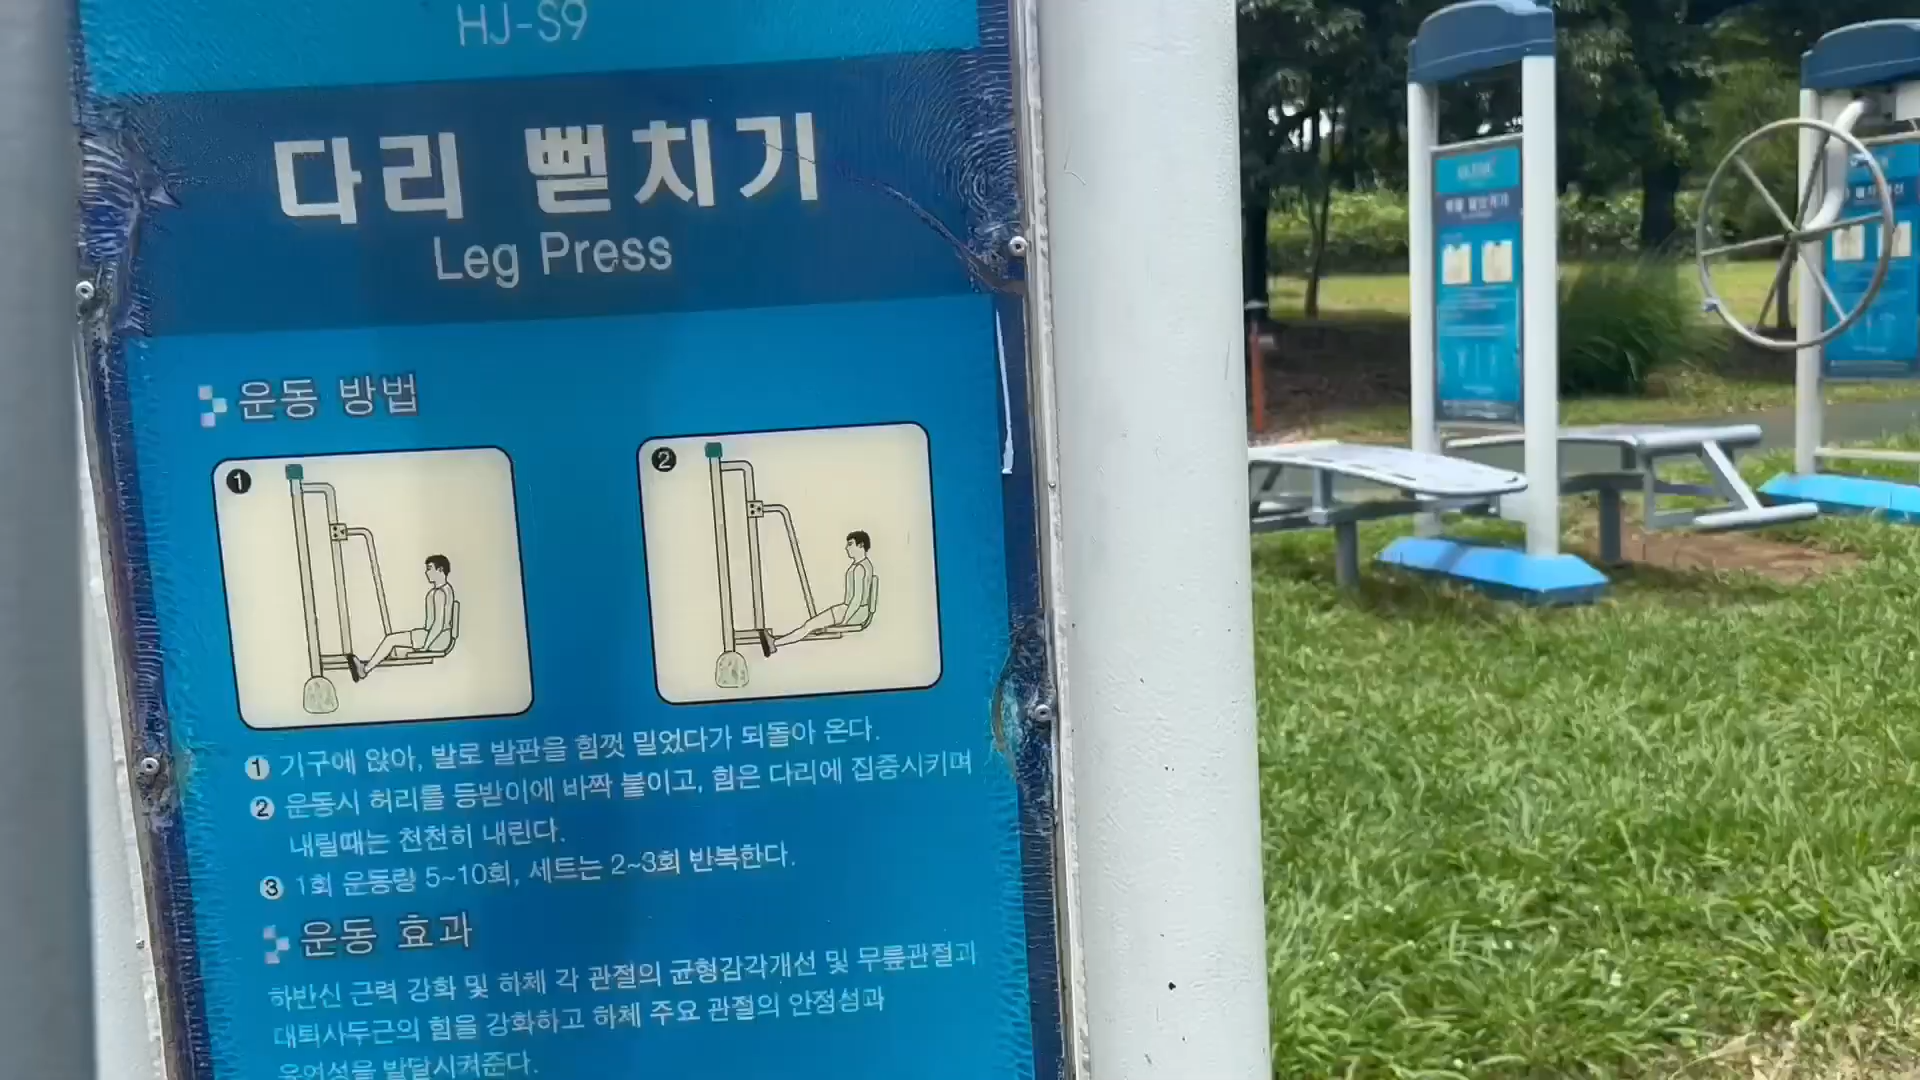 HJ-S9
다리 뻗치기
Leg Press
운동 방법
1
2
1 기구에 앉아, 발로 발판을 힘껏 밀었다가 되돌아 온다.
2 운동시 허리를 등받이에 바짝 붙이고, 힘은 다리에 집중시키며
내릴때는 천천히 내린다.
3 1회 운동량 5~10회, 세트는 2~3회 반복한다.
운동 효과
하반신 근력 강화 및 하체 각 관절의 균형감각개선 및 무릎관절과
대퇴사두근의 힘을 강화하고 하체 주요 관절의 안정성과
유연성을 발달시켜준다.